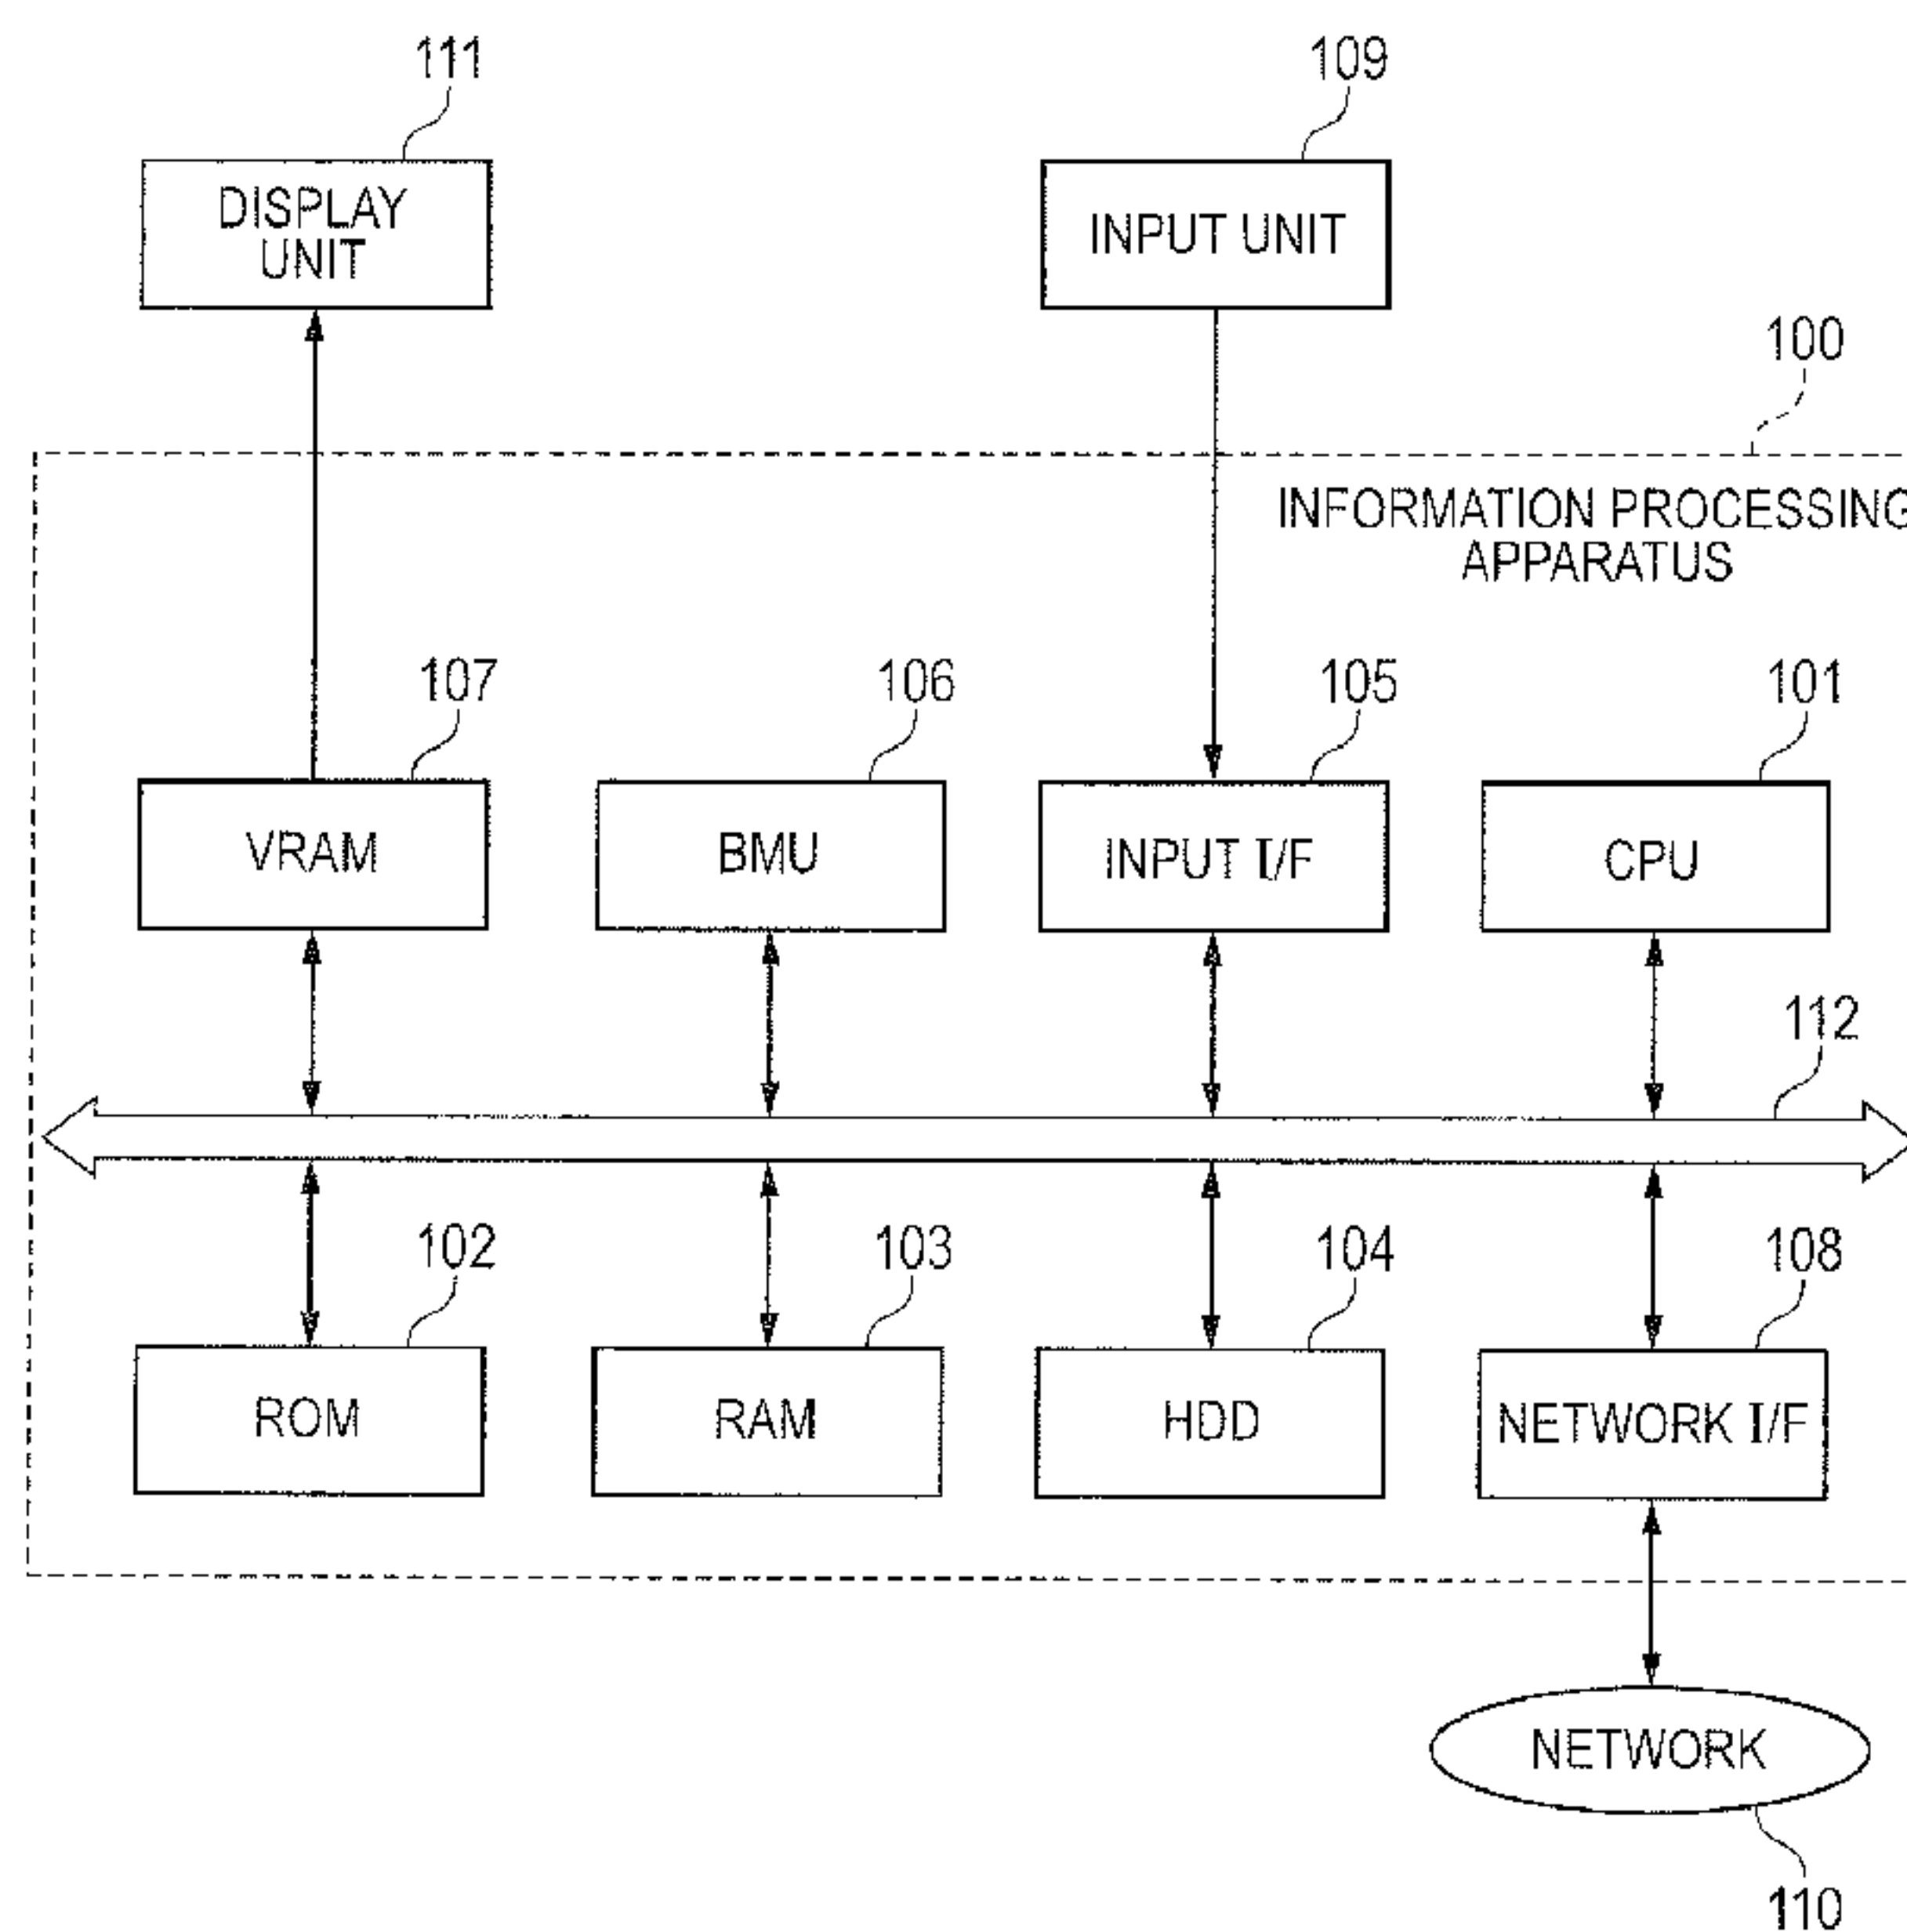 111
109
DISPLAY
UNIT
INPUT UNIT
100
INFORMATION PROCESSING
APPARATUS
107
106
105
101
VRAM
BMU
INPUT I/F
CPU
112
102
103
104
108
ROM
RAM
HDD
NETWORK I/F
NETWORK
110